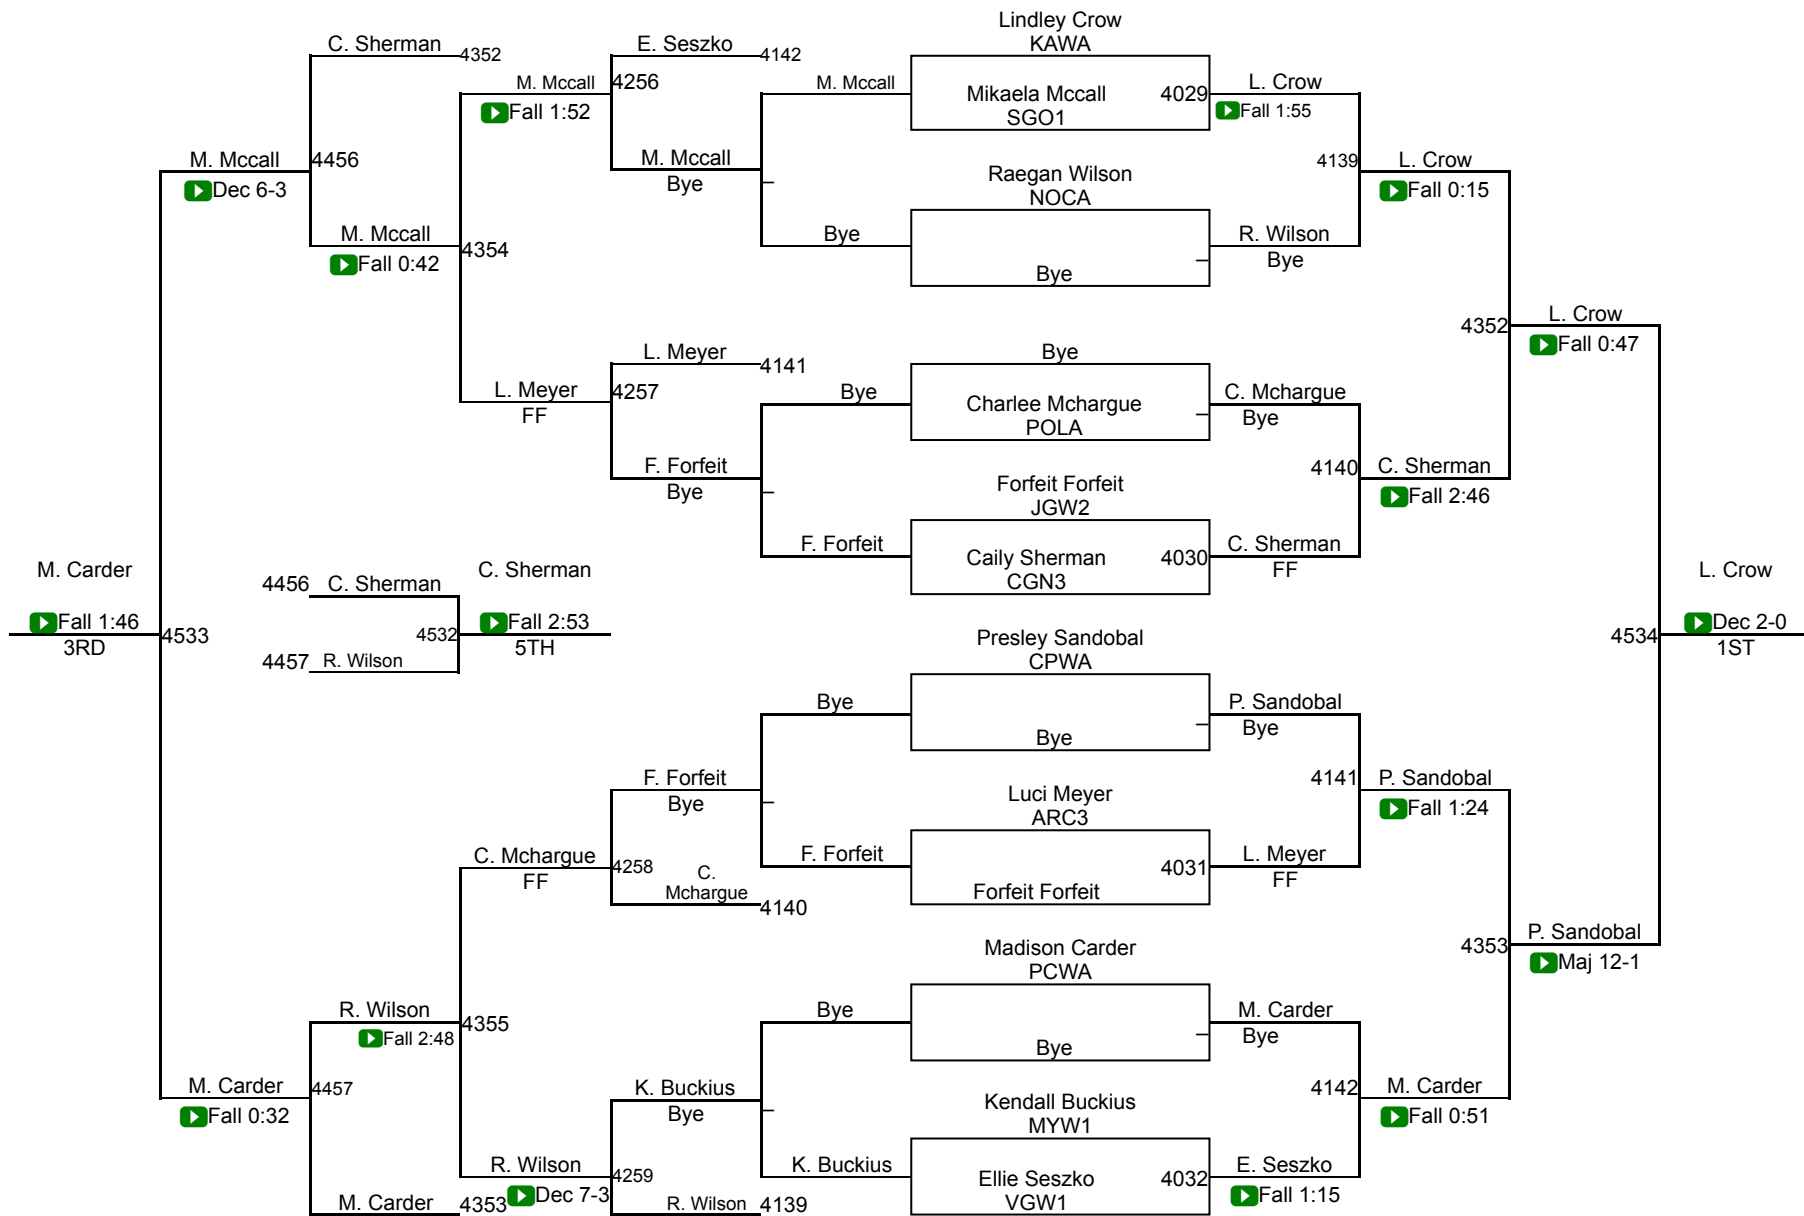 Lindley Crow
KAWA
C. Sherman
4352
E. Seszko
4142
M. Mccall
4256
Fall 1:52
M. Mccall
Mikaela Mccall
SGO1
4029
L. Crow
Fall 1:55
M. Mccall
4456
Dec 6-3
M. Mccall
Bye
Raegan Wilson
NOCA
4139
L. Crow
Fall 0:15
M. Mccall
4354
Fall 0:42
Bye
Bye
R. Wilson
Bye
4352
L. Crow
Fall 0:47
L. Meyer
4141
Bye
L. Meyer
4257
FF
Bye
Charlee Mchargue
POLA
C. Mchargue
Bye
F. Forfeit
Bye
Forfeit Forfeit
JGW2
4140
C. Sherman
Fall 2:46
F. Forfeit
Caily Sherman
CGN3
4030
C. Sherman
FF
M. Carder
Fall 1:46
3RD
4533
4456
C. Sherman
4457
R. Wilson
4532
C. Sherman
Fall 2:53
5TH
L. Crow
4534
Dec 2-0
1ST
Presley Sandobal
CPWA
Bye
Bye
P. Sandobal
Bye
F. Forfeit
Bye
Luci Meyer
ARC3
4141
P. Sandobal
Fall 1:24
C. Mchargue
FF
4258
C.
Mchargue
4140
F. Forfeit
Forfeit Forfeit
4031
L. Meyer
FF
Madison Carder
PCWA
4353
P. Sandobal
Maj 12-1
R. Wilson
Fall 2:48
4355
Bye
Bye
M. Carder
Bye
M. Carder
4457
Fall 0:32
K. Buckius
Bye
Kendall Buckius
MYW1
4142
M. Carder
Fall 0:51
R. Wilson
4259
Dec 7-3
K. Buckius
Ellie Seszko
VGW1
4032
E. Seszko
Fall 1:15
M. Carder
4353
R. Wilson
4139